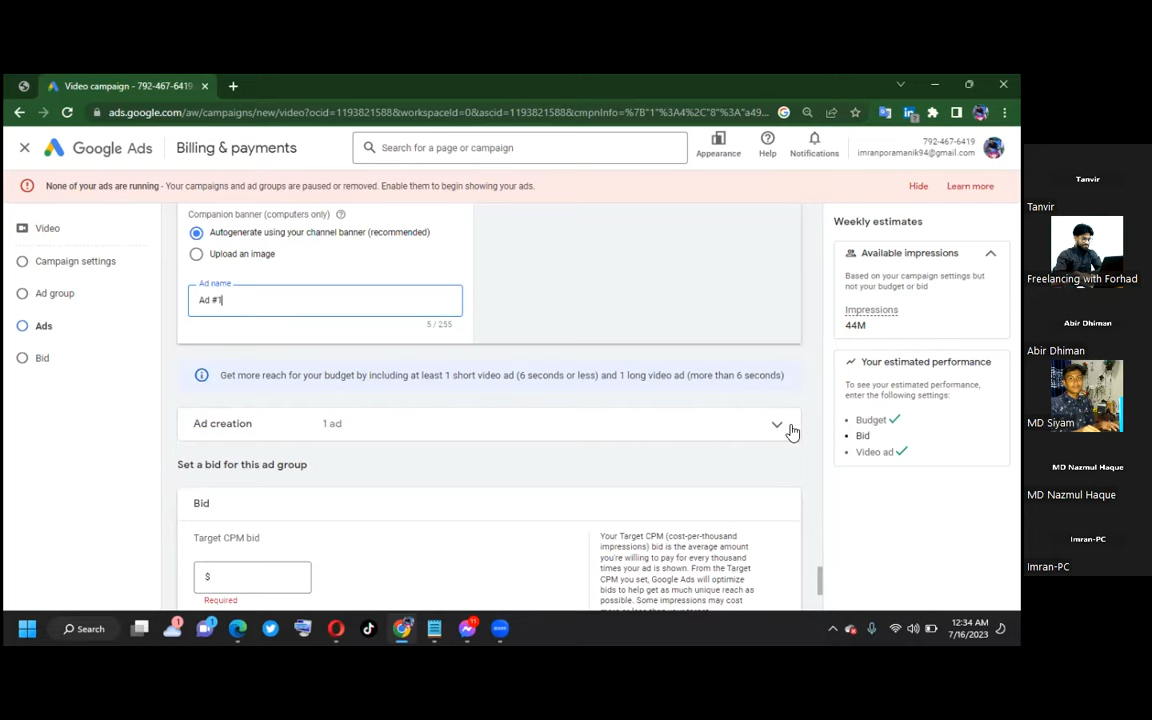 Video campaign - 792-467-6419
ads.google.com/aw/campaigns/new/video?ocid=1193821588&workspaceId=0&ascid=1193821588&cmpnInfo=%7B"1"%3A4%2C"8"%3A"a49...
Google Ads
Billing & payments
Search for a page or campaign
Appearance
Help
Notifications
792-467-6419
imranporamanik94@gmail.com
None of your ads are running - Your campaigns and ad groups are paused or removed. Enable them to begin showing your ads.
Hide
Learn more
Video
Campaign settings
Ad group
Ads
Bid
Companion banner (computers only)
Autogenerate using your channel banner (recommended)
Upload an image
Ad name
Ad #1
5 / 255
Get more reach for your budget by including at least 1 short video ad (6 seconds or less) and 1 long video ad (more than 6 seconds)
Ad creation
1 ad
Set a bid for this ad group
Bid
Target CPM bid
$
Required
Your Target CPM (cost-per-thousand
impressions) bid is the average amount
you're willing to pay for every thousand
times your ad is shown. From the Target
CPM you set, Google Ads will optimize
bids to help get as much unique reach as
possible. Some impressions may cost
Weekly estimates
Available impressions
Based on your campaign settings but
not your budget or bid
Impressions
44M
Your estimated performance
To see your estimated performance,
enter the following settings:
Budget
Bid
Video ad
Tanvir
Tanvir
Freelancing with Forhad
Abir Dhiman
Abir Dhiman
MD Siyam
MD Nazmul Haque
MD Nazmul Haque
Imran-PC
Imran-PC
Search
1
1
11
zoom
12:34 AM
7/16/2023